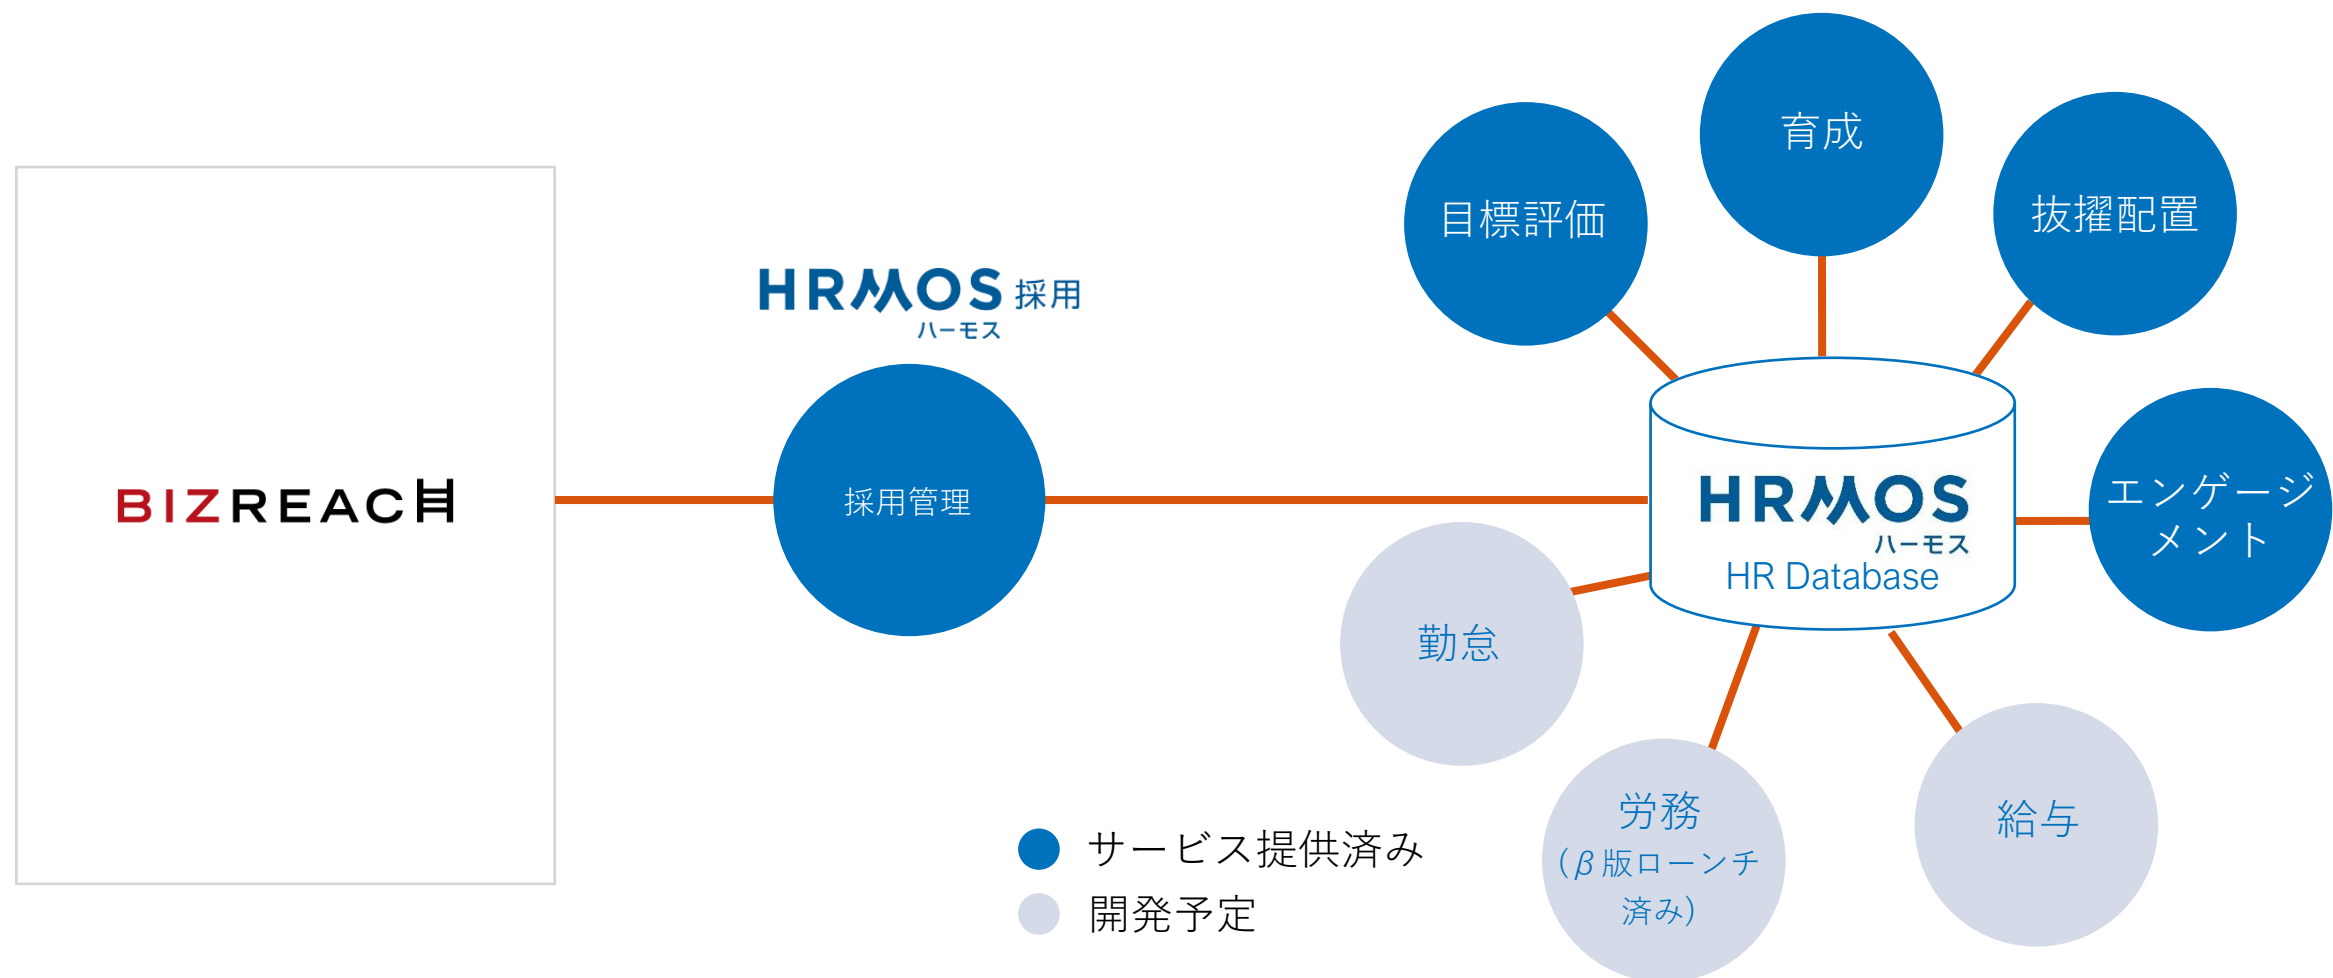 育成
目標評価
抜擢配置
HRMOS 採用
ハーモス
BIZREACH
採用管理
HRMOS
ハーモス
HR Database
エンゲージ
メント
勤怠
労務
（β版ローンチ
済み）
給与
サービス提供済み
開発予定